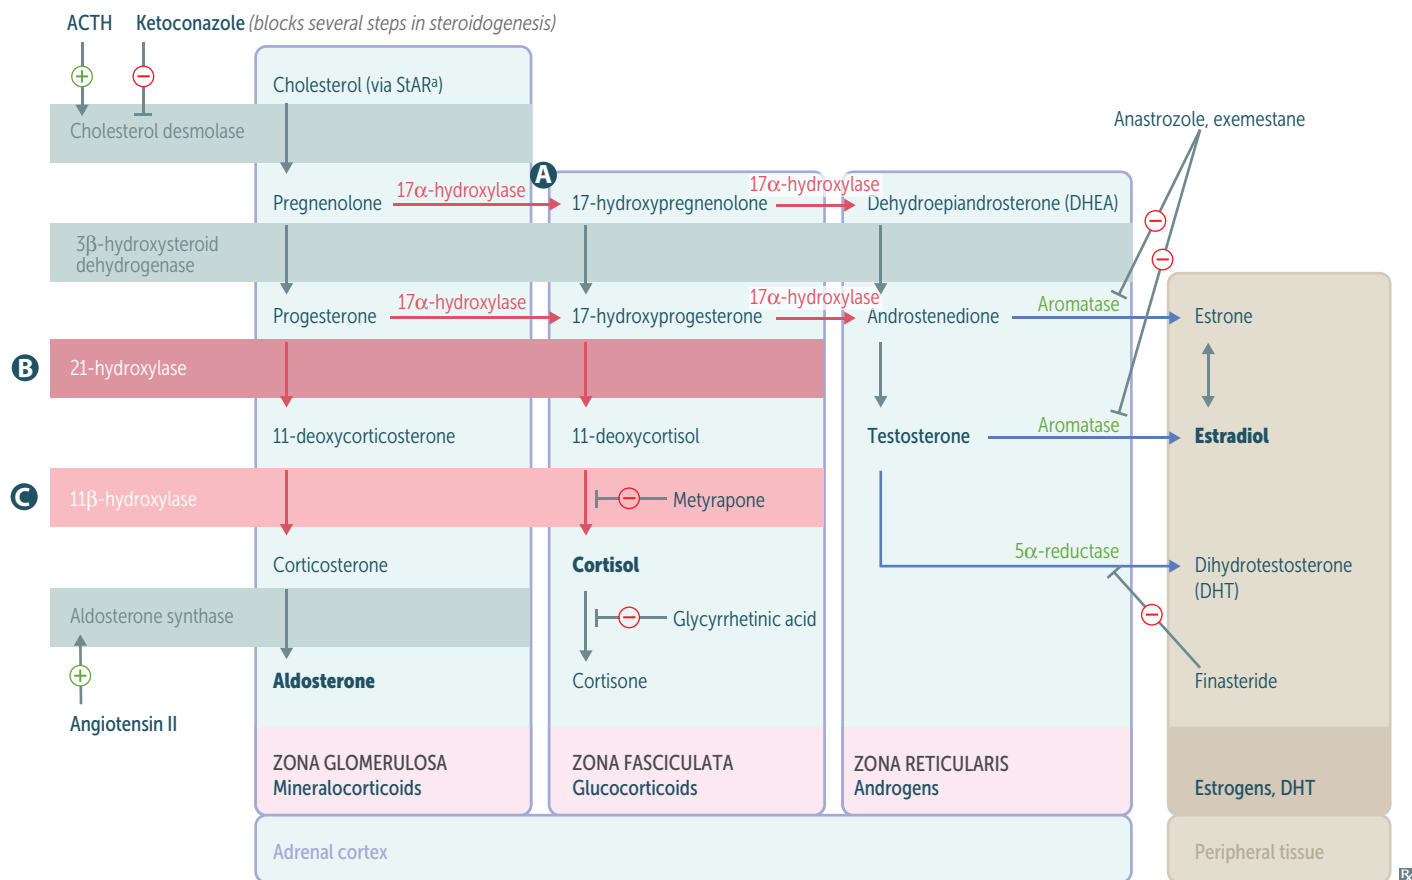 ACTH
Ketoconazole (blocks several steps in steroidogenesis)
Cholesterol (via StARᵃ)
Anastrozole, exemestane
Cholesterol desmolase
A
17α-hydroxylase
17α-hydroxylase
Pregnenolone
17-hydroxypregnenolone
Dehydroepiandrosterone (DHEA)
3β-hydroxysteroid
dehydrogenase
17α-hydroxylase
17α-hydroxylase
Aromatase
Progesterone
17-hydroxyprogesterone
Androstenedione
Estrone
B
21-hydroxylase
Aromatase
11-deoxycorticosterone
11-deoxycortisol
Testosterone
Estradiol
C
11β-hydroxylase
Metyrapone
5α-reductase
Corticosterone
Cortisol
Dihydrotestosterone
(DHT)
Aldosterone synthase
Glycyrrhetinic acid
Aldosterone
Cortisone
Finasteride
Angiotensin II
ZONA GLOMERULOSA
Mineralocorticoids
ZONA FASCICULATA
Glucocorticoids
ZONA RETICULARIS
Androgens
Estrogens, DHT
Adrenal cortex
Peripheral tissue